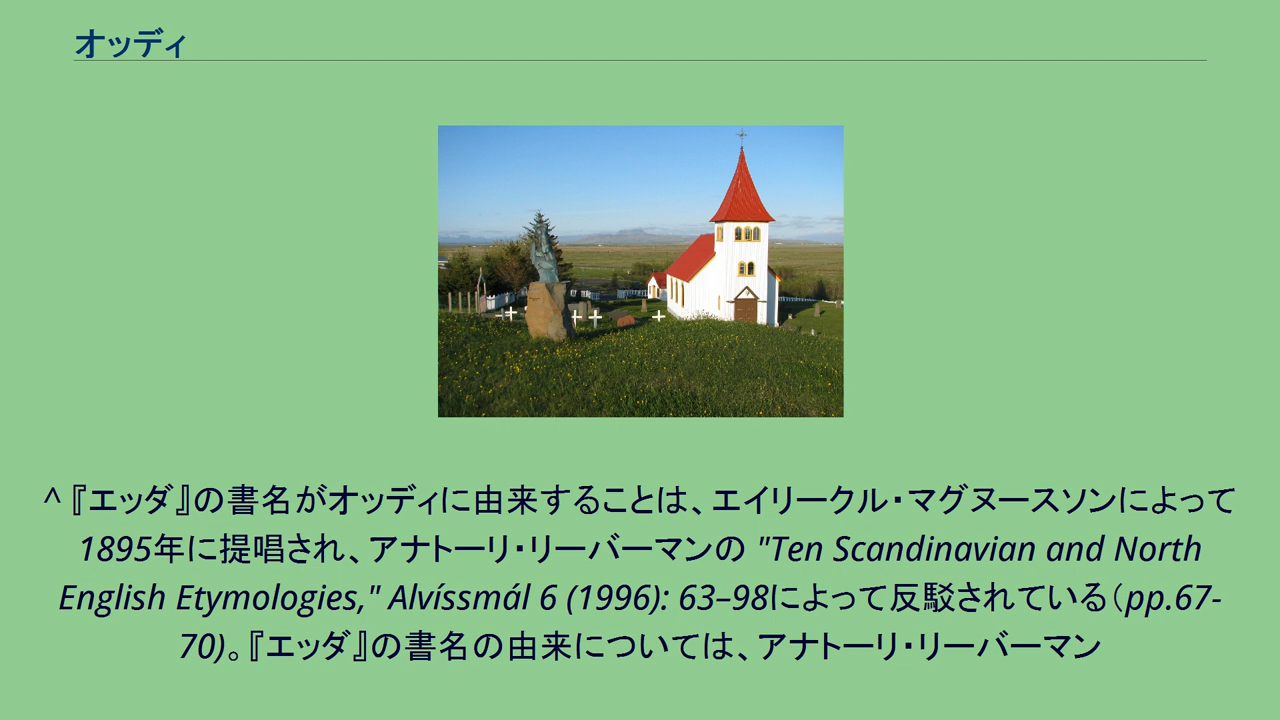 オッディ
^『エッダ』の書名がオッディに由来することは、エイリークル・マグヌースソンによって
1895年に提唱され、アナトーリ・リーバーマンの "Ten Scandinavian and North
English Etymologies," Alvíssmál 6 (1996): 63–98によって反駁されている（pp.67-
70)。『エッダ』の書名の由来については、アナトーリ・リーバーマン